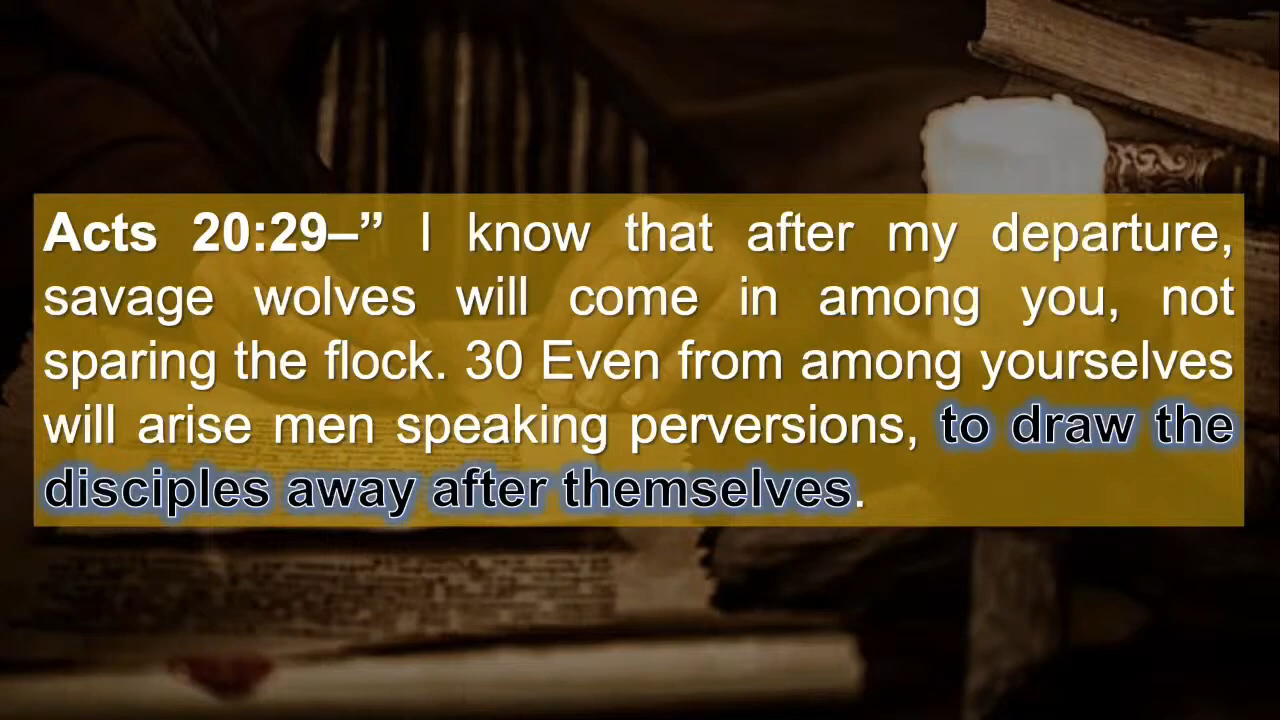 Acts 20:29–” I know that after my departure,
savage wolves will come in among you, not
sparing the flock. 30 Even from among yourselves
will arise men speaking perversions, to draw the
disciples away after themselves.